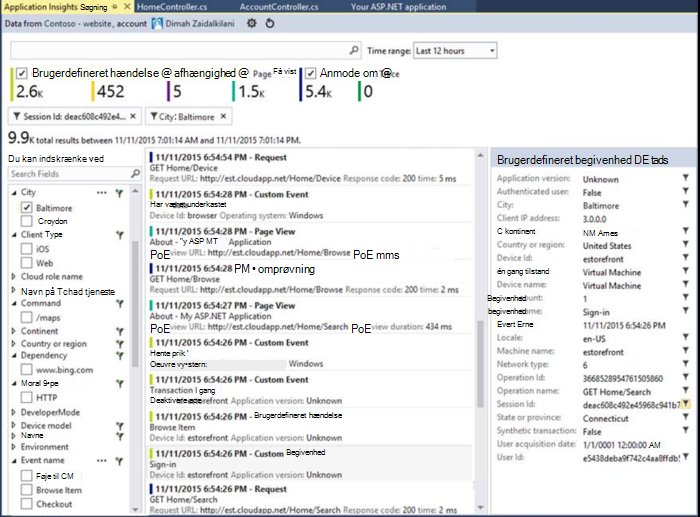 Application Insights Søgning
HomeController.cs
AccountController.cs
Your ASP.NET application
Data from Contoso - website, account
Dimah Zaidalkilani
Time range: Last 12 hours
Brugerdefineret hændelse @ afhængighed @ Page Få vist Anmode om @
2.6K 452 5 1.5K 5.4K 0
Session Id: deac608c492e4...
City: Baltimore
9.9K total results between 11/11/2015 7:01:14 AM and 11/11/2015 7:01:14 PM.
Du kan indskrænke ved
Search Fields
City
Baltimore
Croydon
Client Type
iOS
Web
Cloud role name
Navn på Tchad tjeneste
Command
/maps
Continent
Country or region
Dependency
www.bing.com
Moral 9•pe
HTTP
DeveloperMode
Device model
Navne
Environment
Event name
Føje til CM
Browse Item
Checkout
11/11/2015 6:54:54 PM - Request
GET Home/Device
Request URL: http://est.cloudapp.net/Home/Device Response code: 200 time: 5 ms
11/11/2015 6:54:28 PM - Custom Event
Har været underkastet
Device Id: browser Operating system: Windows
11/11/2015 6:54:28 PM - Page View
About - "y ASP MT Application
PoE view URL: http://est.cloudapp.net/Home/Browse PoE mms
11/11/2015 6:54:28 PM • omprøvning
GET Home/Browse
Request URL: http://est.cloudapp.net/Home/Browse Response code: 200 time: 2 ms
11/11/2015 6:54:27 PM - Page View
About - My ASP.NET Application
PoE view URL: http://est.cloudapp.net/Home/Search PoE view duration: 434 ms
11/11/2015 6:54:26 PM - Custom Event
Hente prik '
Oeuvre vy•stern: Windows
11/11/2015 6:54:26 PM - Custom Event
Transaction I gang
Device Id: estorefront Application version: Unknown
11/11/2015 6:54:26 PM - Brugerdefineret hændelse
Browse Item
Device Id: estorefront Application version: Unknown
11/11/2015 6:54:26 PM - Custom Begivenhed
Sign-in
Device Id: estorefront Application version: Unknown
11/11/2015 6:54:26 PM - Request
GET Home/Search
Request URL: http://est.cloudapp.net/Home/Search Response code: 200 time: 2 ms
Brugerdefineret begivenhed DE tads
Application version: Unknown
Authenticated user: False
City: Baltimore
Client IP address: 3.0.0.0
C kontinent NM Ames
Country or region: United States
Device Id: estorefront
én gang tilstand Virtual Machine
Device name: Virtual Machine
Begivenhed unt: 1
begivenhed me: Sign-in
Evert Erne 11/11/2015 6:54:26 PM
Locale: en-US
Machine name: estorefront
Network type: 6
Operation Id: 3668528954761505860
Operation name: GET Home/Search
Session Id: deac608c492e45968c941b7
State or province: Connecticut
Synthetic transaction: False
User acquisition date: 1/1/0001 12:00:00 AM
User Id: e5438deba9f742c4aa8ffdb